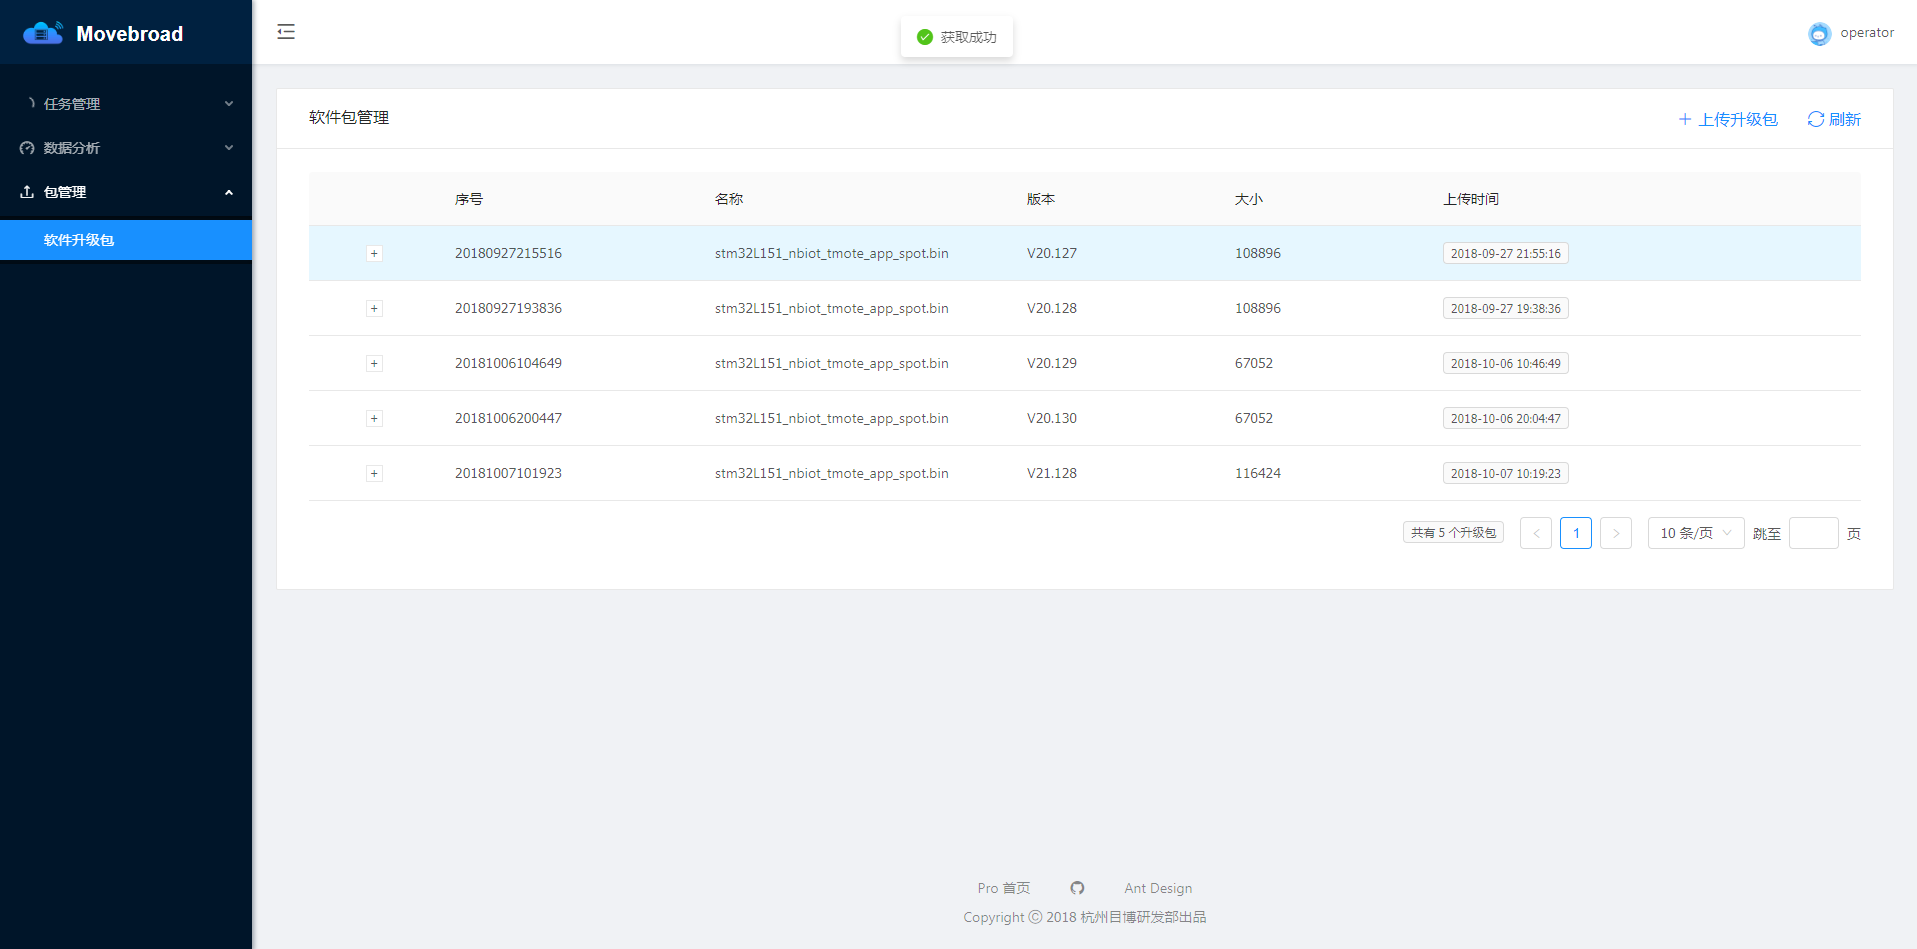 Movebroad
获取成功
operator
任务管理
数据分析
包管理
软件升级包
软件包管理
+ 上传升级包 刷新
序号 名称 版本 大小 上传时间
+ 20180927215516 stm32L151_nbiot_tmote_app_spot.bin V20.127 108896 2018-09-27 21:55:16
+ 20180927193836 stm32L151_nbiot_tmote_app_spot.bin V20.128 108896 2018-09-27 19:38:36
+ 20181006104649 stm32L151_nbiot_tmote_app_spot.bin V20.129 67052 2018-10-06 10:46:49
+ 20181006200447 stm32L151_nbiot_tmote_app_spot.bin V20.130 67052 2018-10-06 20:04:47
+ 20181007101923 stm32L151_nbiot_tmote_app_spot.bin V21.128 116424 2018-10-07 10:19:23
共有 5 个升级包 < 1 > 10 条/页 跳至 页
Pro 首页 Ant Design
Copyright © 2018 杭州目博研发部出品